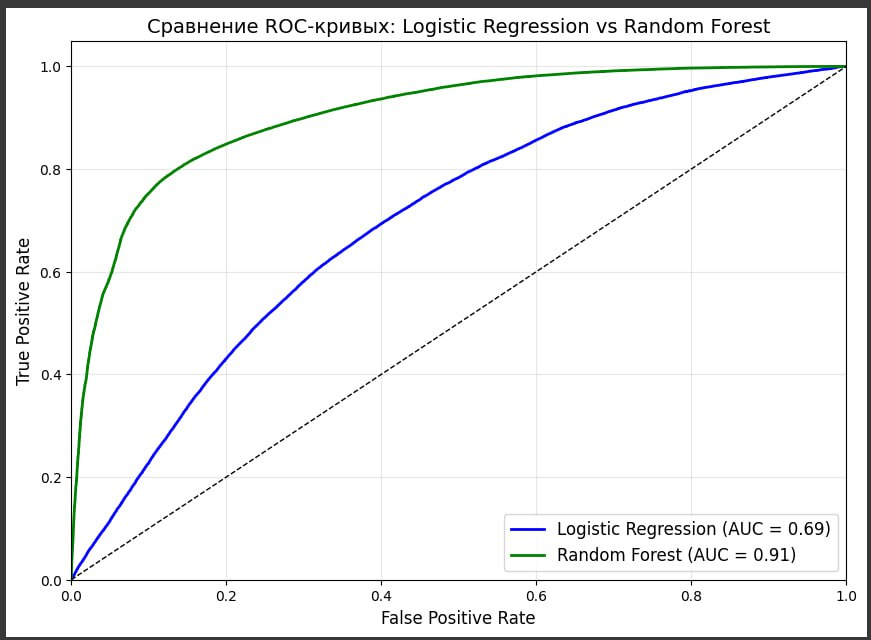 Сравнение ROC-кривых: Logistic Regression vs Random Forest
True Positive Rate
1.0
0.8
0.6
0.4
0.2
0.0
0.0 0.2 0.4 0.6 0.8 1.0
False Positive Rate
Logistic Regression (AUC = 0.69)
Random Forest (AUC = 0.91)